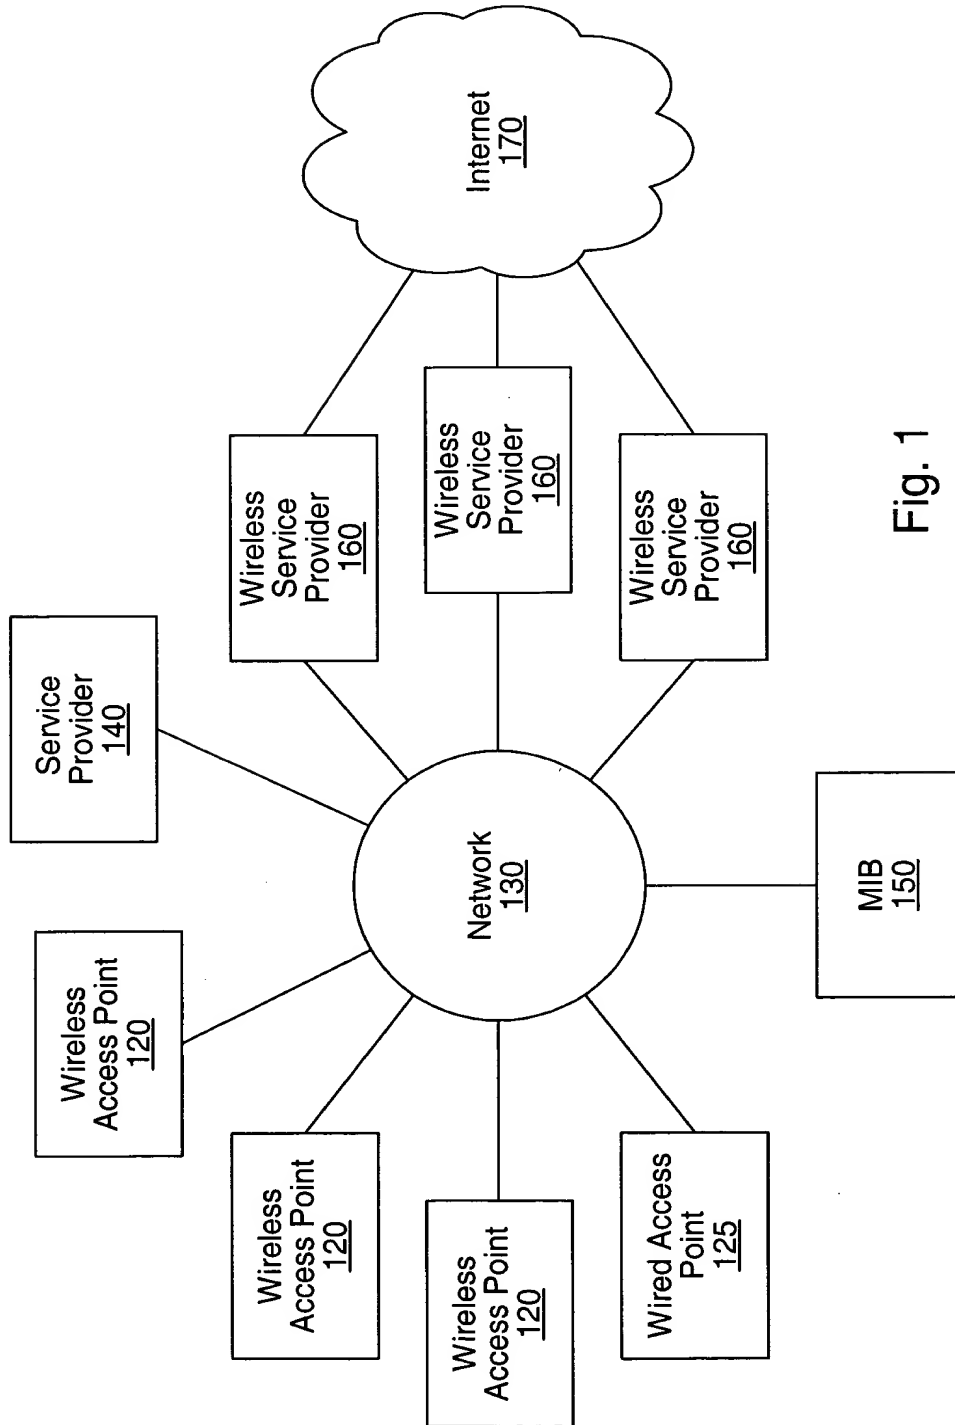 Service
Provider
140
Wireless
Access Point
120
Wireless
Access Point
120
Wireless
Service
Provider
160
Wireless
Access Point
120
Network
130
Wireless
Service
Provider
160
Internet
170
Wired Access
Point
125
Wireless
Service
Provider
160
MIB
150
Fig. 1